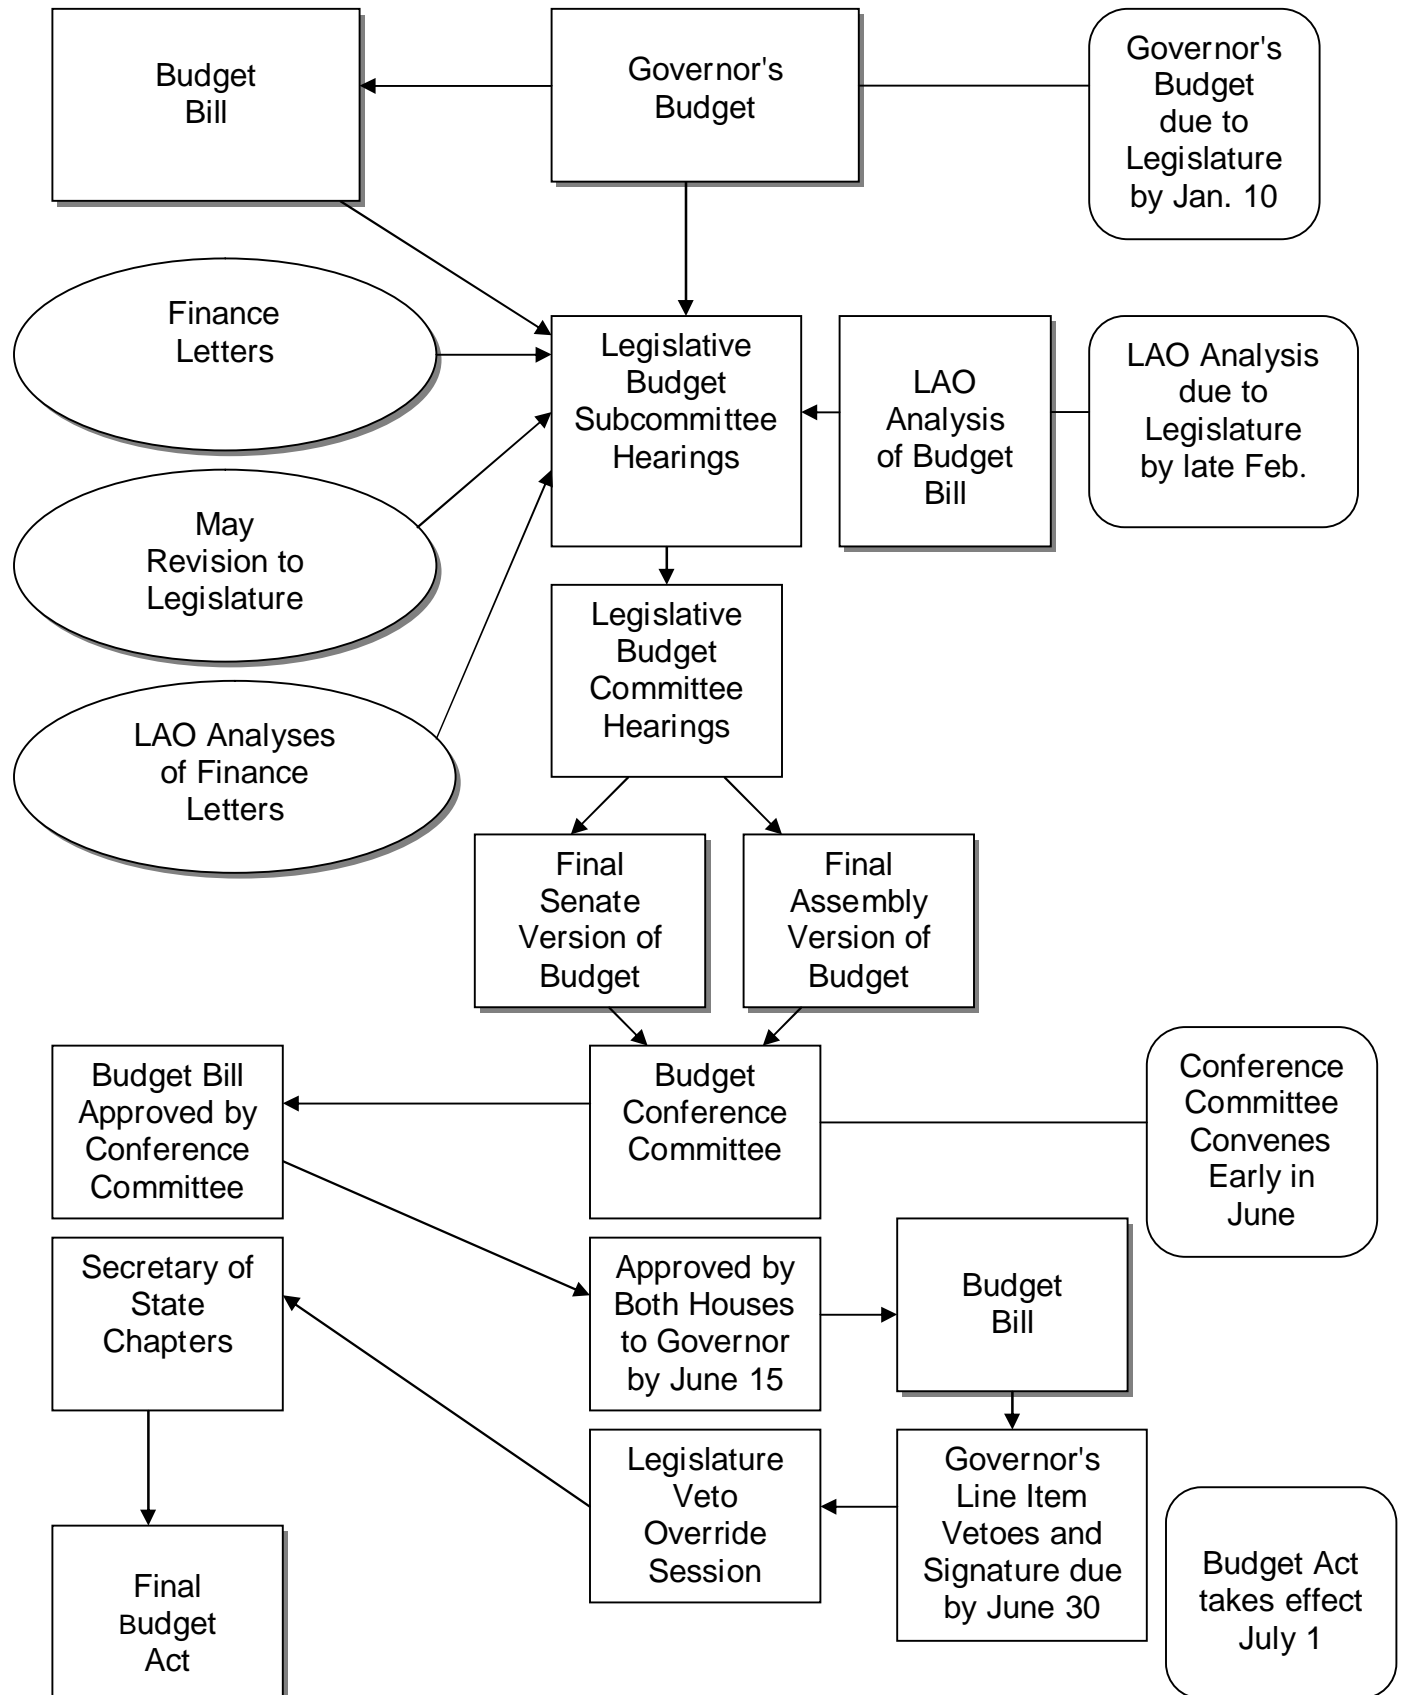 Budget
Bill
Governor's
Budget
Governor's
Budget
due to
Legislature
by Jan. 10
Finance
Letters
Legislative
Budget
Subcommittee
Hearings
LAO
Analysis
of Budget
Bill
LAO Analysis
due to
Legislature
by late Feb.
May
Revision to
Legislature
Legislative
Budget
Committee
Hearings
LAO Analyses
of Finance
Letters
Final
Senate
Version of
Budget
Final
Assembly
Version of
Budget
Budget Bill
Approved by
Conference
Committee
Budget
Conference
Committee
Conference
Committee
Convenes
Early in
June
Secretary of
State
Chapters
Approved by
Both Houses
to Governor
by June 15
Budget
Bill
Legislature
Veto
Override
Session
Governor's
Line Item
Vetoes and
Signature due
by June 30
Budget Act
takes effect
July 1
Final
Budget
Act